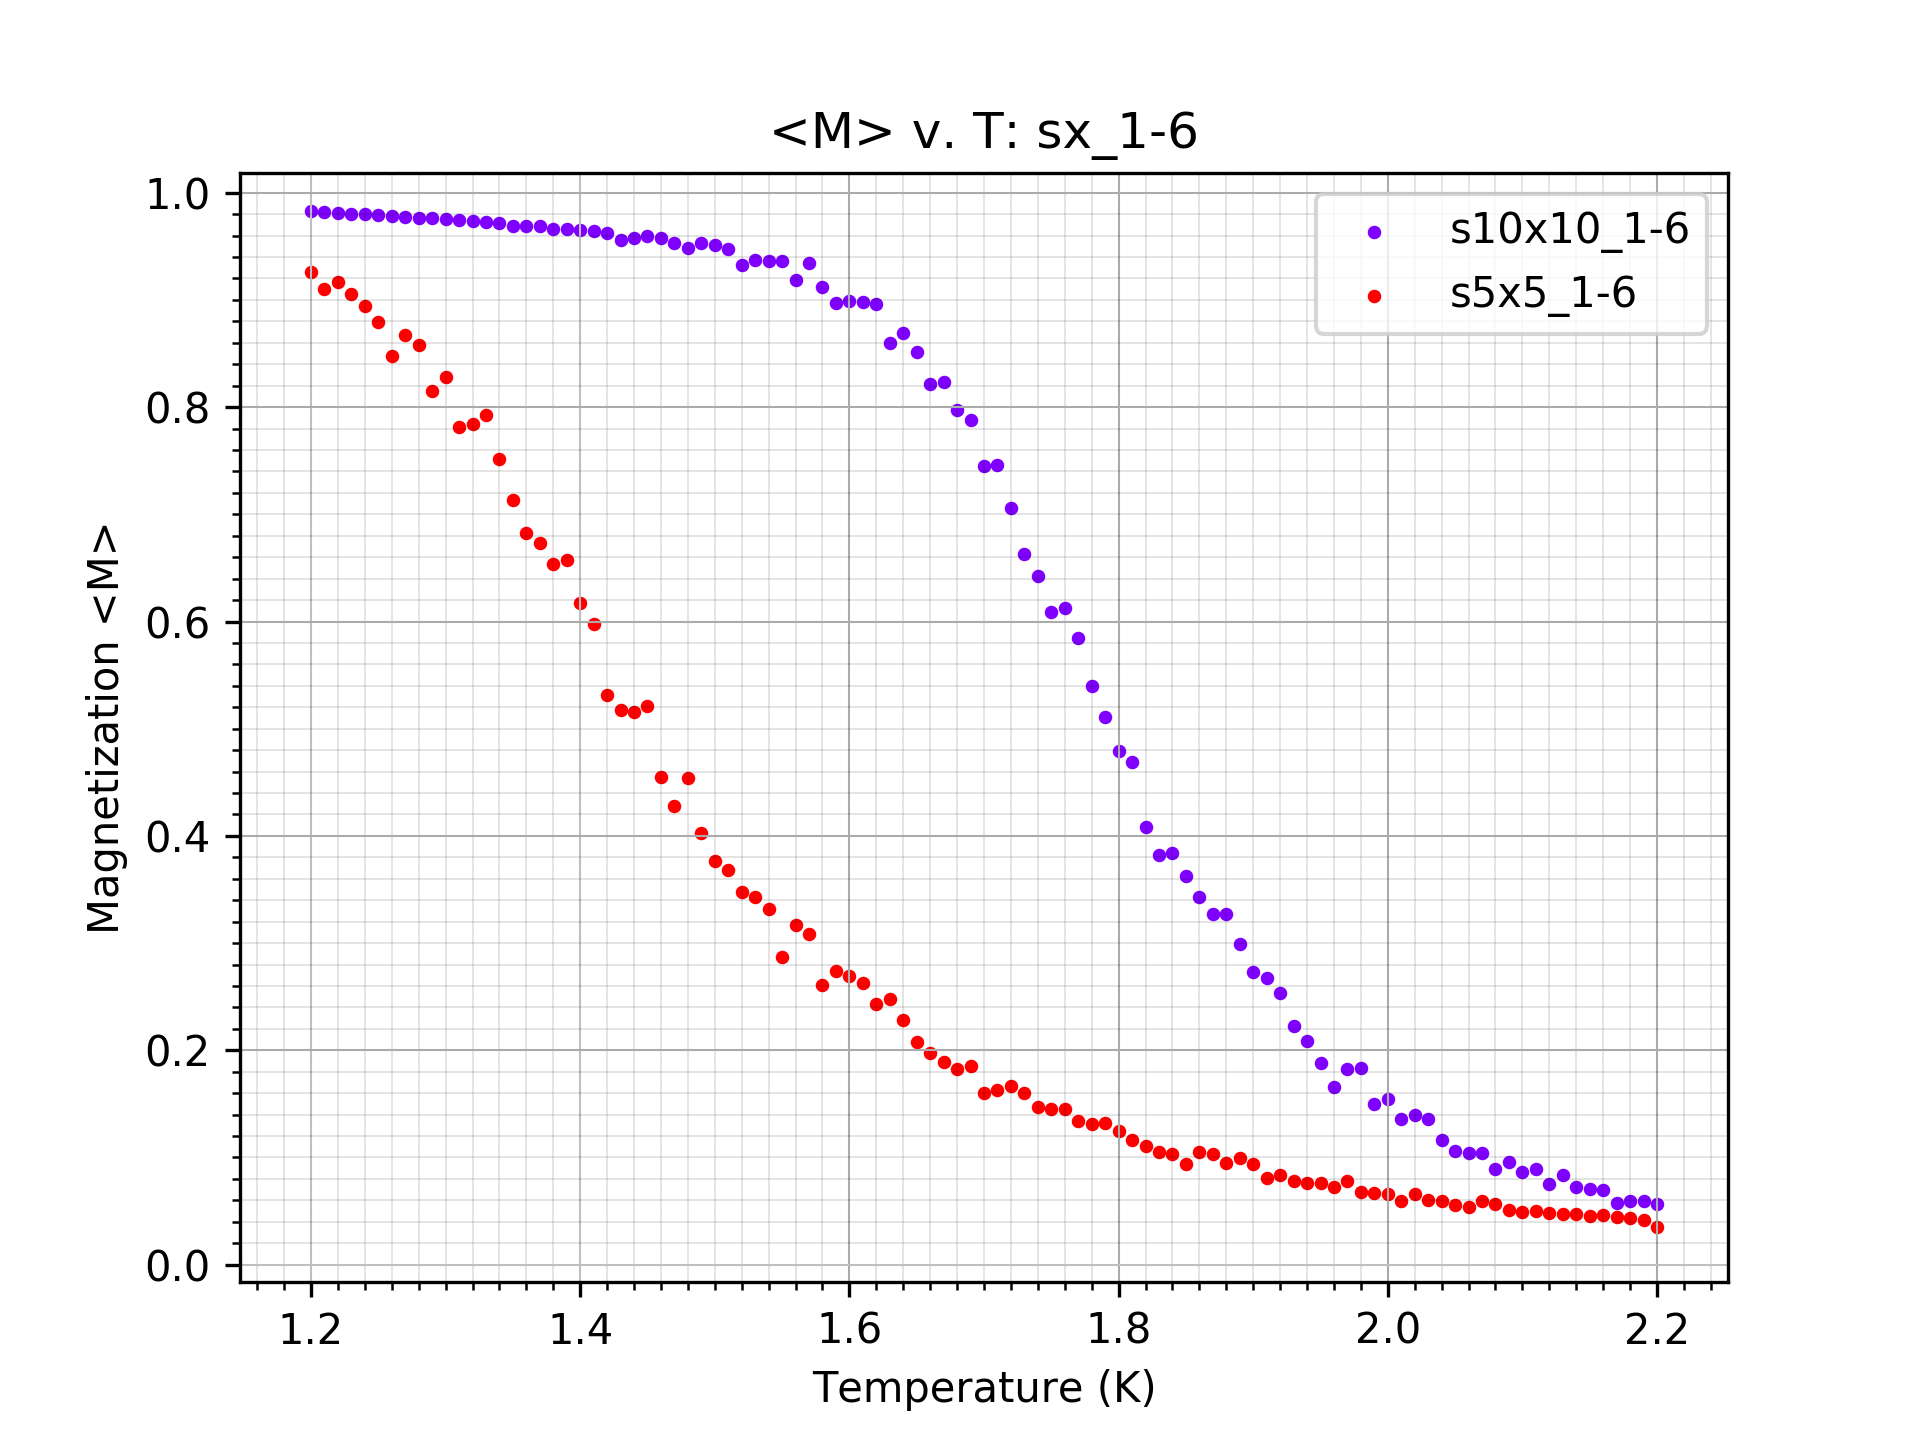 <M> v. T: sx_1-6
s10x10_1-6
s5x5_1-6
Magnetization <M>
1.0
0.8
0.6
0.4
0.2
0.0
1.2 1.4 1.6 1.8 2.0 2.2
Temperature (K)